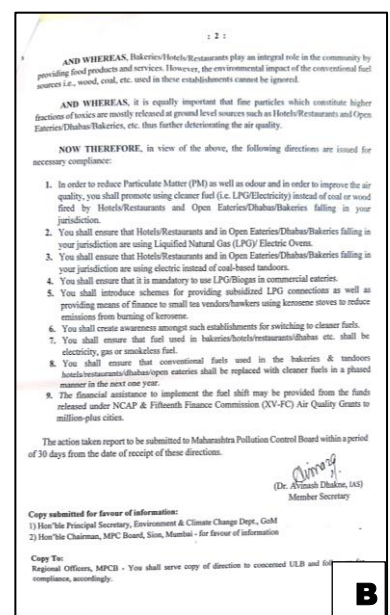 : 2 :
AND WHEREAS, Bakeries/Hotels/Restaurants play an integral role in the community by
providing food products and services. However, the environmental impact of the conventional fuel
sources i.e., wood, coal, etc. used in these establishments cannot be ignored.
AND WHEREAS, it is equally important that fine particles which constitute higher
fractions of toxics are mostly released at ground level sources such as Hotels/Restaurants and Open
Eateries/Dhabas/Bakeries, etc. thus further deteriorating the air quality.
NOW THEREFORE, in view of the above, the following directions are issued for
necessary compliance:
1. In order to reduce Particulate Matter (PM) as well as odour and in order to improve the air
quality, you shall promote using cleaner fuel (i.e. LPG/Electricity) instead of coal or wood
fired by Hotels/Restaurants and Open Eateries/Dhabas/Bakeries falling in your
jurisdiction.
2. You shall ensure that Hotels/Restaurants and in Open Eateries/Dhabas/Bakeries falling in
your jurisdiction are using Liquified Natural Gas (LPG)/ Electric Ovens.
3. You shall ensure that Hotels/Restaurants and in Open Eateries/Dhabas/Bakeries falling in
your jurisdiction are using electric instead of coal-based tandoors.
4. You shall ensure that it is mandatory to use LPG/Biogas in commercial eateries.
5. You shall introduce schemes for providing subsidized LPG connections as well as
providing means of finance to small tea vendors/hawkers using kerosene stoves to reduce
emissions from burning of kerosene.
6. You shall create awareness amongst such establishments for switching to cleaner fuels.
7. You shall ensure that fuel used in bakeries/hotels/restaurants/dhabas etc. shall be
electricity, gas or smokeless fuel.
8. You shall ensure that conventional fuels used in the bakeries & tandoors
hotels/restaurants/dhabas/open eateries shall be replaced with cleaner fuels in a phased
manner in the next one year.
9. The financial assistance to implement the fuel shift may be provided from the funds
released under NCAP & Fifteenth Finance Commission (XV-FC) Air Quality Grants to
million-plus cities.
The action taken report to be submitted to Maharashtra Pollution Control Board within a period
of 30 days from the date of receipt of these directions.
(Dr. Avinash Dhakne, IAS)
Member Secretary
Copy submitted for favour of information:
1) Hon'ble Principal Secretary, Environment & Climate Change Dept., GoM
2) Hon'ble Chairman, MPC Board, Sion, Mumbai - for favour of information
Copy To:
Regional Officers, MPCB - You shall serve copy of direction to concerned ULB and
compliance, accordingly.
B